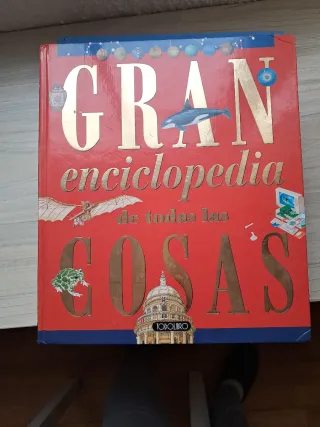 GRAN
enciclopedia
de todas las
COSAS
TODOLIBRO